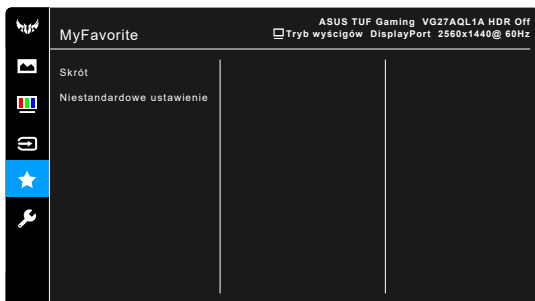 MyFavorite
ASUS TUF Gaming VG27AQL1A HDR Off
Tryb wyścigów DisplayPort 2560x1440@ 60Hz
Skrót
Niestandardowe ustawienie